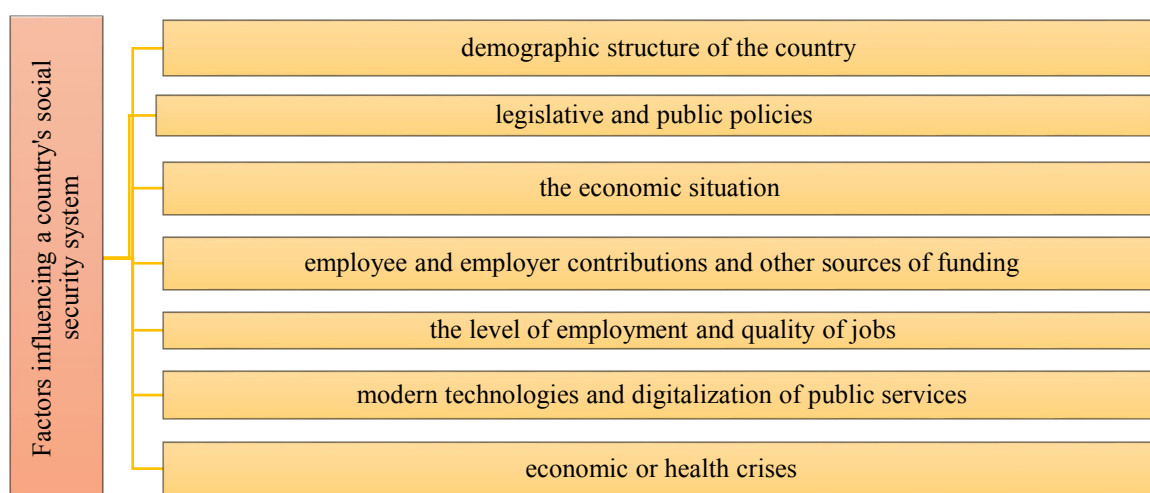 Factors influencing a country's social
security system
demographic structure of the country
legislative and public policies
the economic situation
employee and employer contributions and other sources of funding
the level of employment and quality of jobs
modern technologies and digitalization of public services
economic or health crises